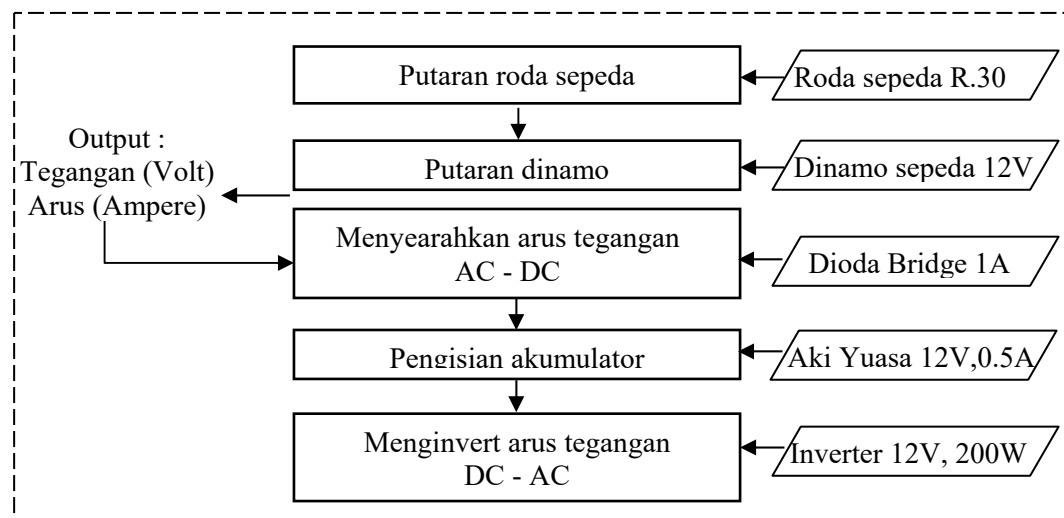 Putaran roda sepeda
Roda sepeda R.30
Output :
Tegangan (Volt)
Arus (Ampere)
Putaran dinamo
Dinamo sepeda 12V
Menyearahkan arus tegangan
AC - DC
Dioda Bridge 1A
Pengisian akumulator
Aki Yuasa 12V,0.5A
Menginvert arus tegangan
DC - AC
Inverter 12V, 200W